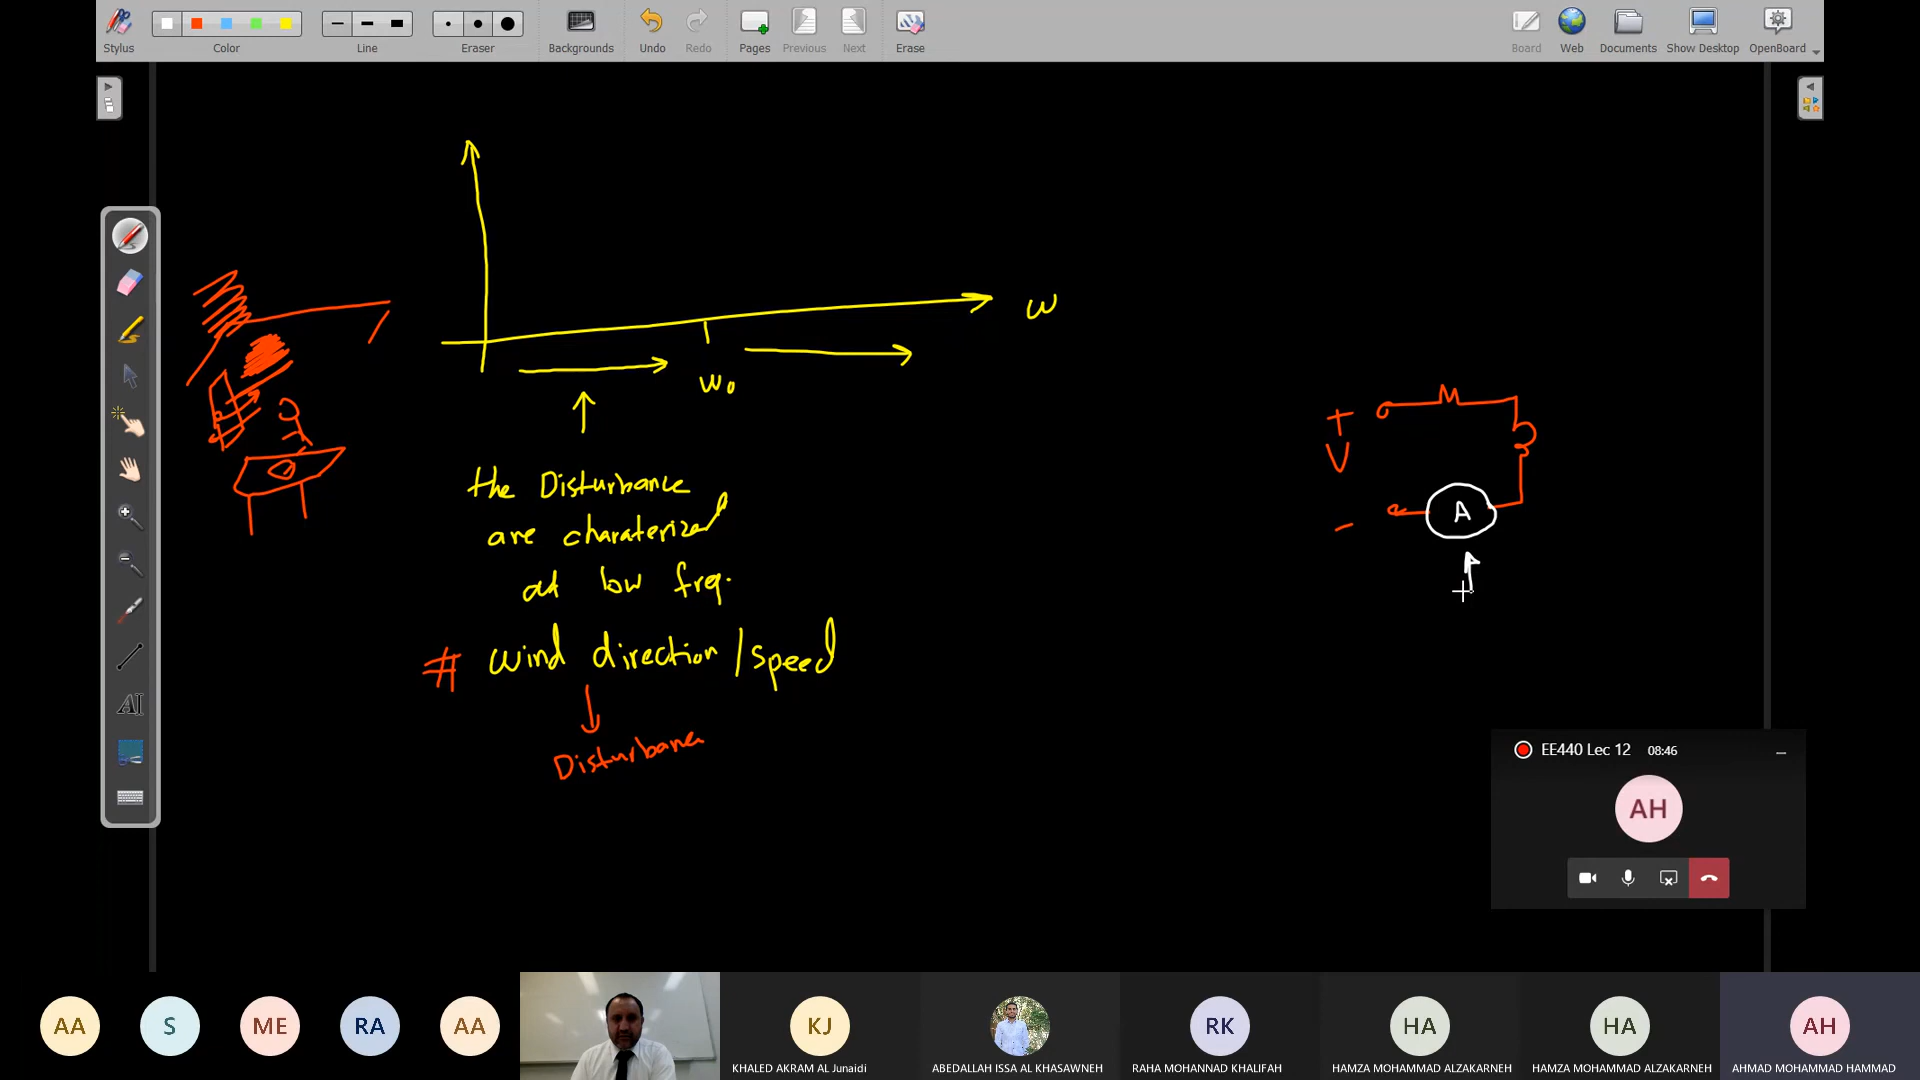 Stylus
Color
Line
Eraser
Backgrounds
Undo
Redo
Pages
Previous
Next
Erase
Board
Web
Documents
Show Desktop
OpenBoard
ω
ω₀
the Disturbance
are charaterized
at low freq.
# wind direction/speed
Disturbance
+
V
-
A
EE440 Lec 12 08:46
AH
AA
S
ME
RA
AA
KJ
RK
HA
HA
AH
KHALED AKRAM AL Junaidi
ABEDALLAH ISSA AL KHASAWNEH
RAHA MOHANNAD KHALIFAH
HAMZA MOHAMMAD ALZAKARNEH
HAMZA MOHAMMAD ALZAKARNEH
AHMAD MOHAMMAD HAMMAD